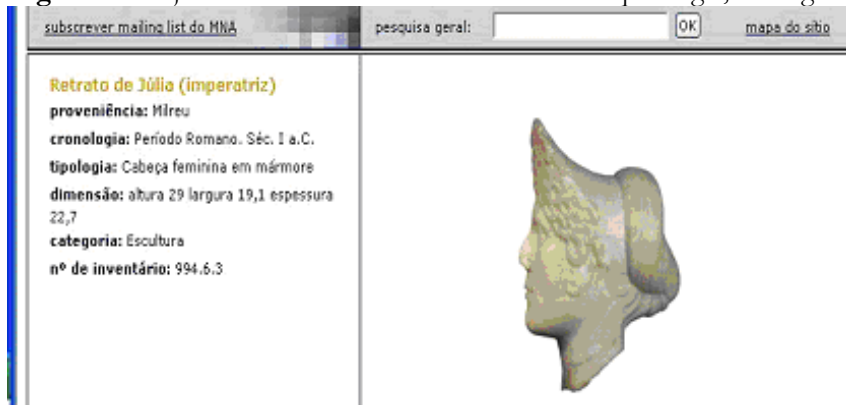 subscrever mailing list do MNA
pesquisa geral:
OK
mapa do sítio
Retrato de Júlia (imperatriz)
proveniência: Milreu
cronologia: Período Romano. Séc. I a.C.
tipologia: Cabeça feminina em mármore
dimensão: altura 29 largura 19,1 espessura
22,7
categoria: Escultura
nº de inventário: 994.6.3